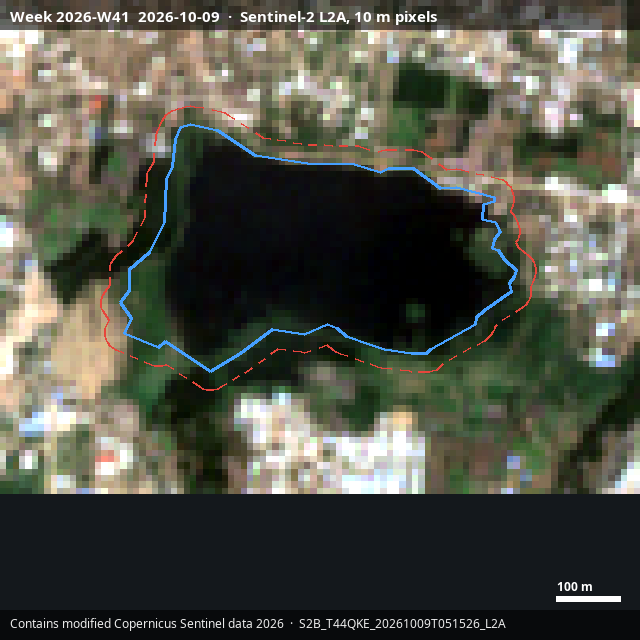 Week 2026-W41  2026-10-09  ·  Sentinel-2 L2A, 10 m pixels
100 m
Contains modified Copernicus Sentinel data 2026  ·  S2B_T44QKE_20261009T051526_L2A